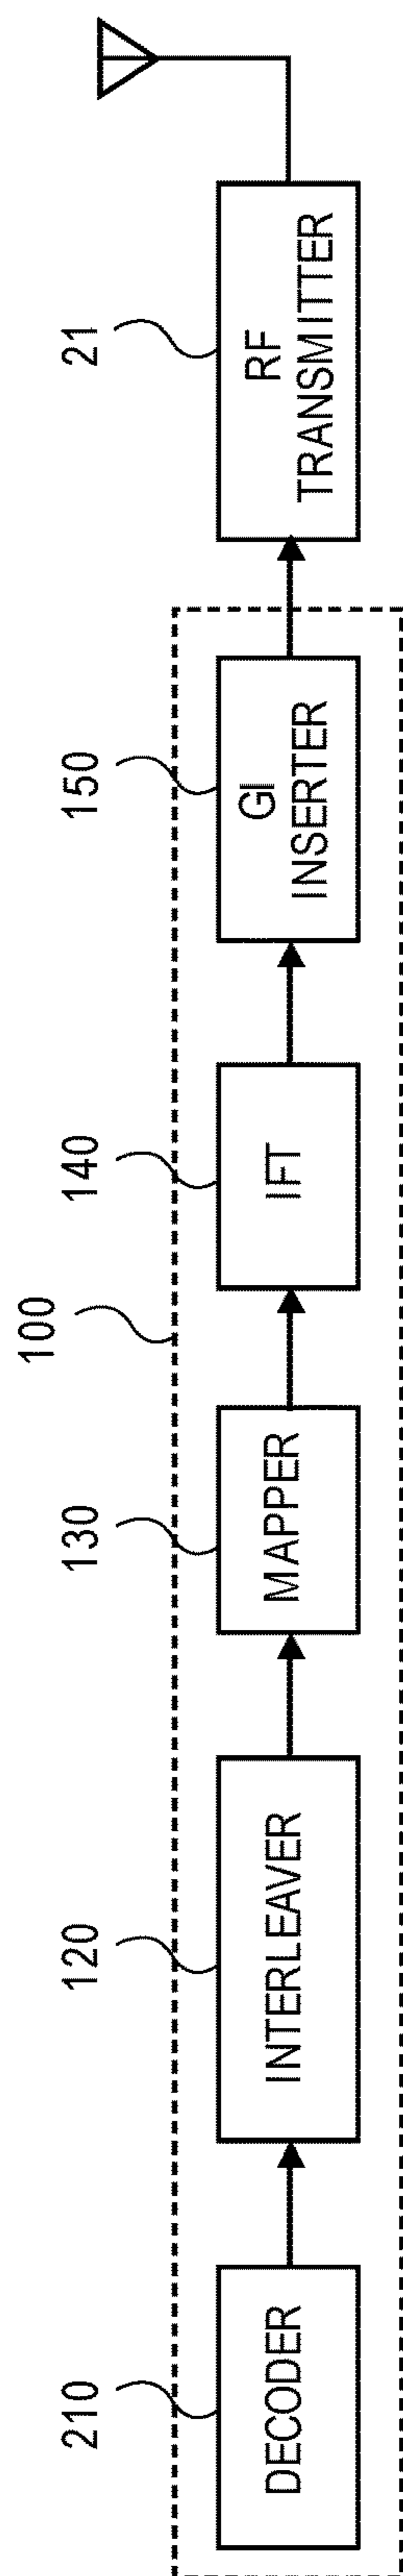 100
210
120
130
140
150
21
DECODER
INTERLEAVER
MAPPER
IFT
GI
INSERTER
RF
TRANSMITTER